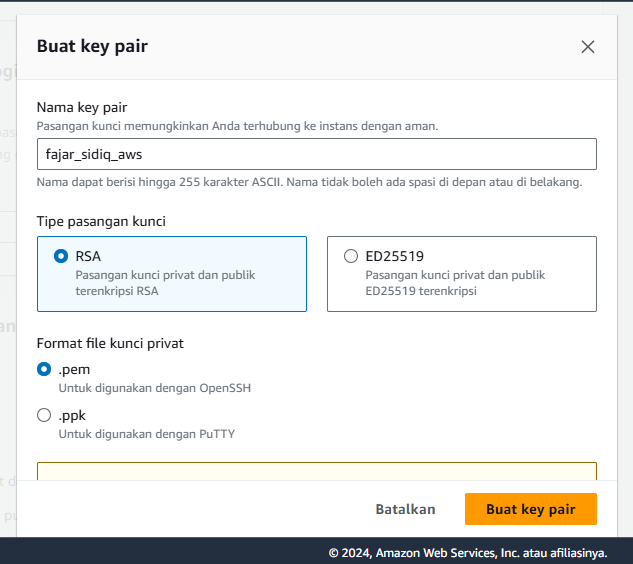 Buat key pair
Nama key pair
Pasangan kunci memungkinkan Anda terhubung ke instans dengan aman.
fajar_sidiq_aws
Nama dapat berisi hingga 255 karakter ASCII. Nama tidak boleh ada spasi di depan atau di belakang.
Tipe pasangan kunci
RSA
Pasangan kunci privat dan publik
terenkripsi RSA
ED25519
Pasangan kunci privat dan publik
ED25519 terenkripsi
Format file kunci privat
.pem
Untuk digunakan dengan OpenSSH
.ppk
Untuk digunakan dengan PuTTY
Batalkan
Buat key pair
© 2024, Amazon Web Services, Inc. atau afiliasinya.